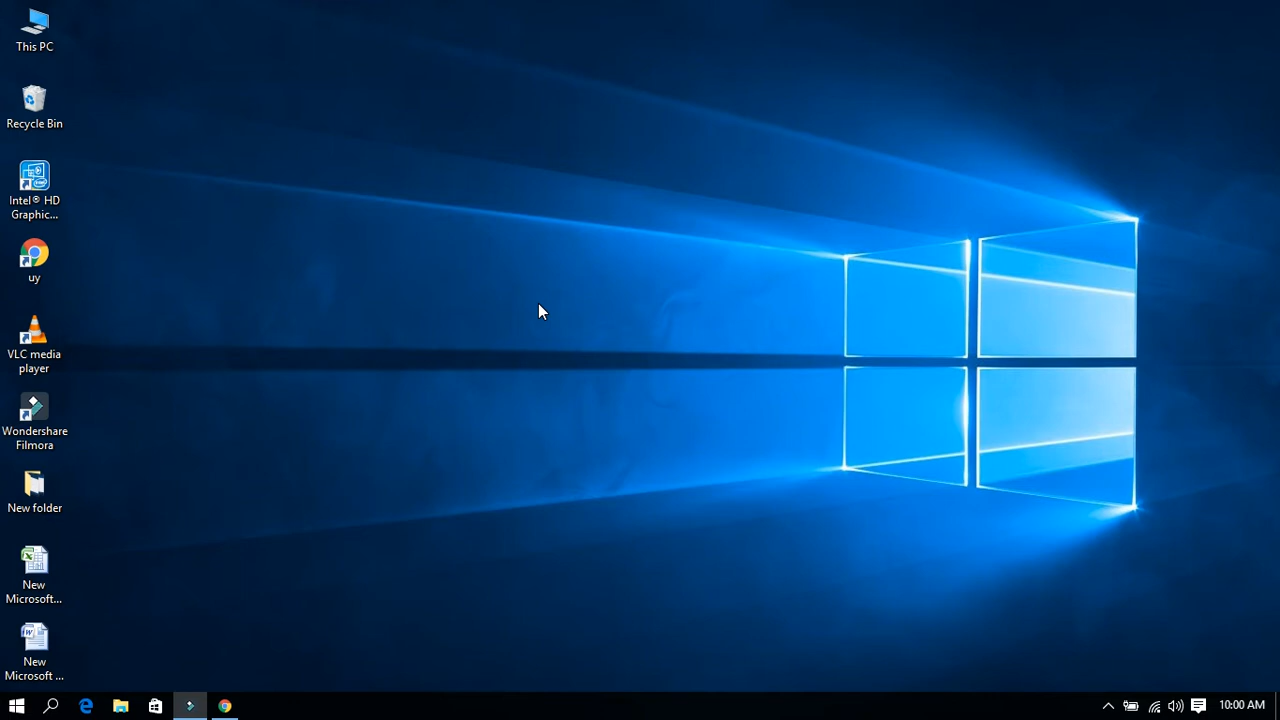 This PC
Recycle Bin
Intel® HD
Graphic...
uy
VLC media
player
Wondershare
Filmora
New folder
New
Microsoft...
New
Microsoft ...
10:00 AM